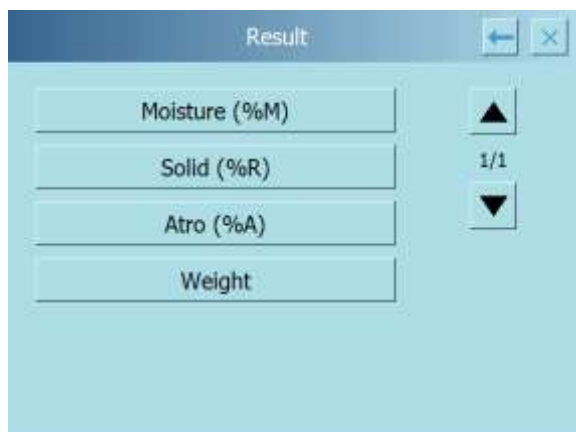 Result
Moisture (%M)
Solid (%R)
1/1
Atro (%A)
Weight